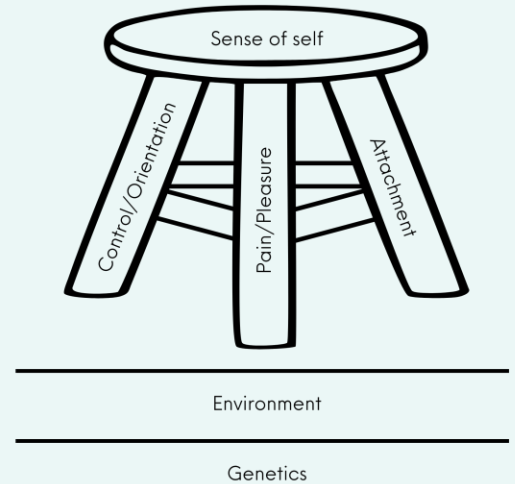 Sense of self
Control/Orientation
Pain/Pleasure
Attachment
Environment
Genetics